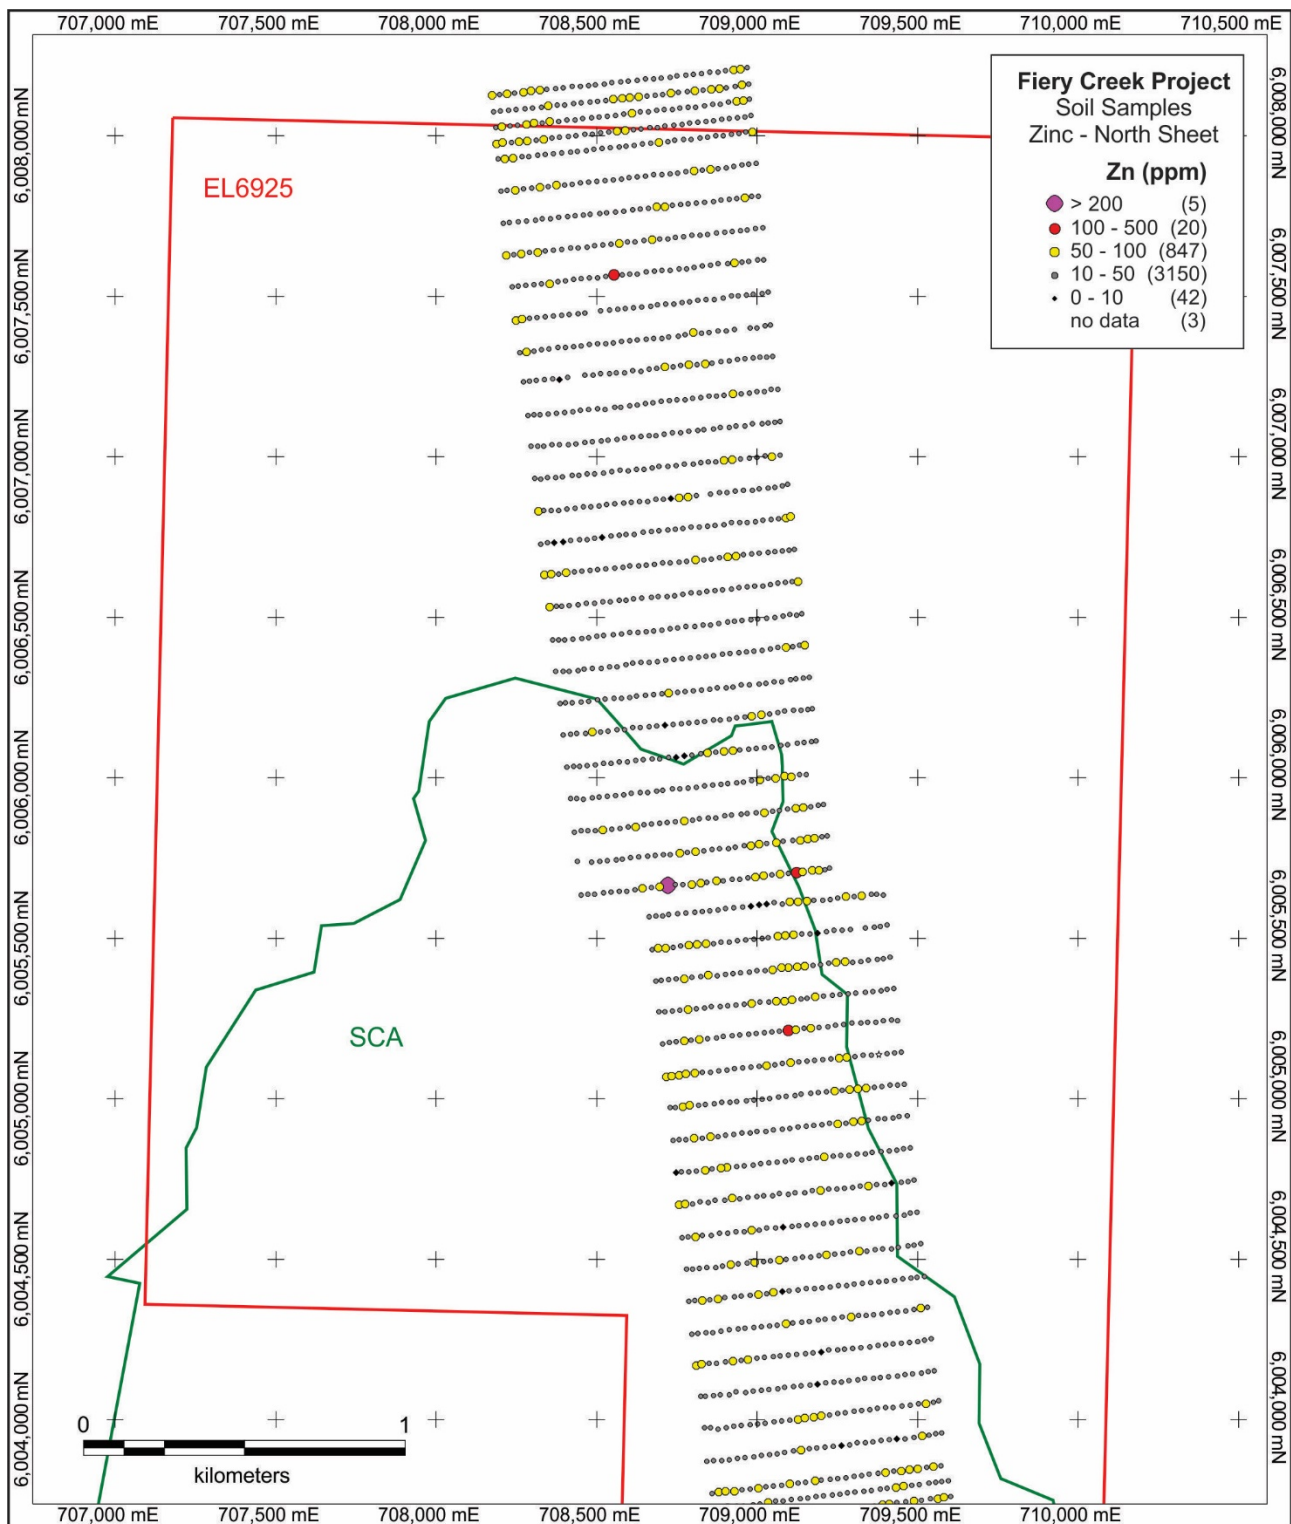 707,000 mE 707,500 mE 708,000 mE 708,500 mE 709,000 mE 709,500 mE 710,000 mE 710,500 mE
Fiery Creek Project
Soil Samples
Zinc - North Sheet
Zn (ppm)
> 200 (5)
100 - 500 (20)
50 - 100 (847)
10 - 50 (3150)
0 - 10 (42)
no data (3)
EL6925
SCA
6,008,000 mN
6,007,500 mN
6,007,000 mN
6,006,500 mN
6,006,000 mN
6,005,500 mN
6,005,000 mN
6,004,500 mN
6,004,000 mN
6,008,000 mN
6,007,500 mN
6,007,000 mN
6,006,500 mN
6,006,000 mN
6,005,500 mN
6,005,000 mN
6,004,500 mN
6,004,000 mN
0 1
kilometers
707,000 mE 707,500 mE 708,000 mE 708,500 mE 709,000 mE 709,500 mE 710,000 mE 710,500 mE